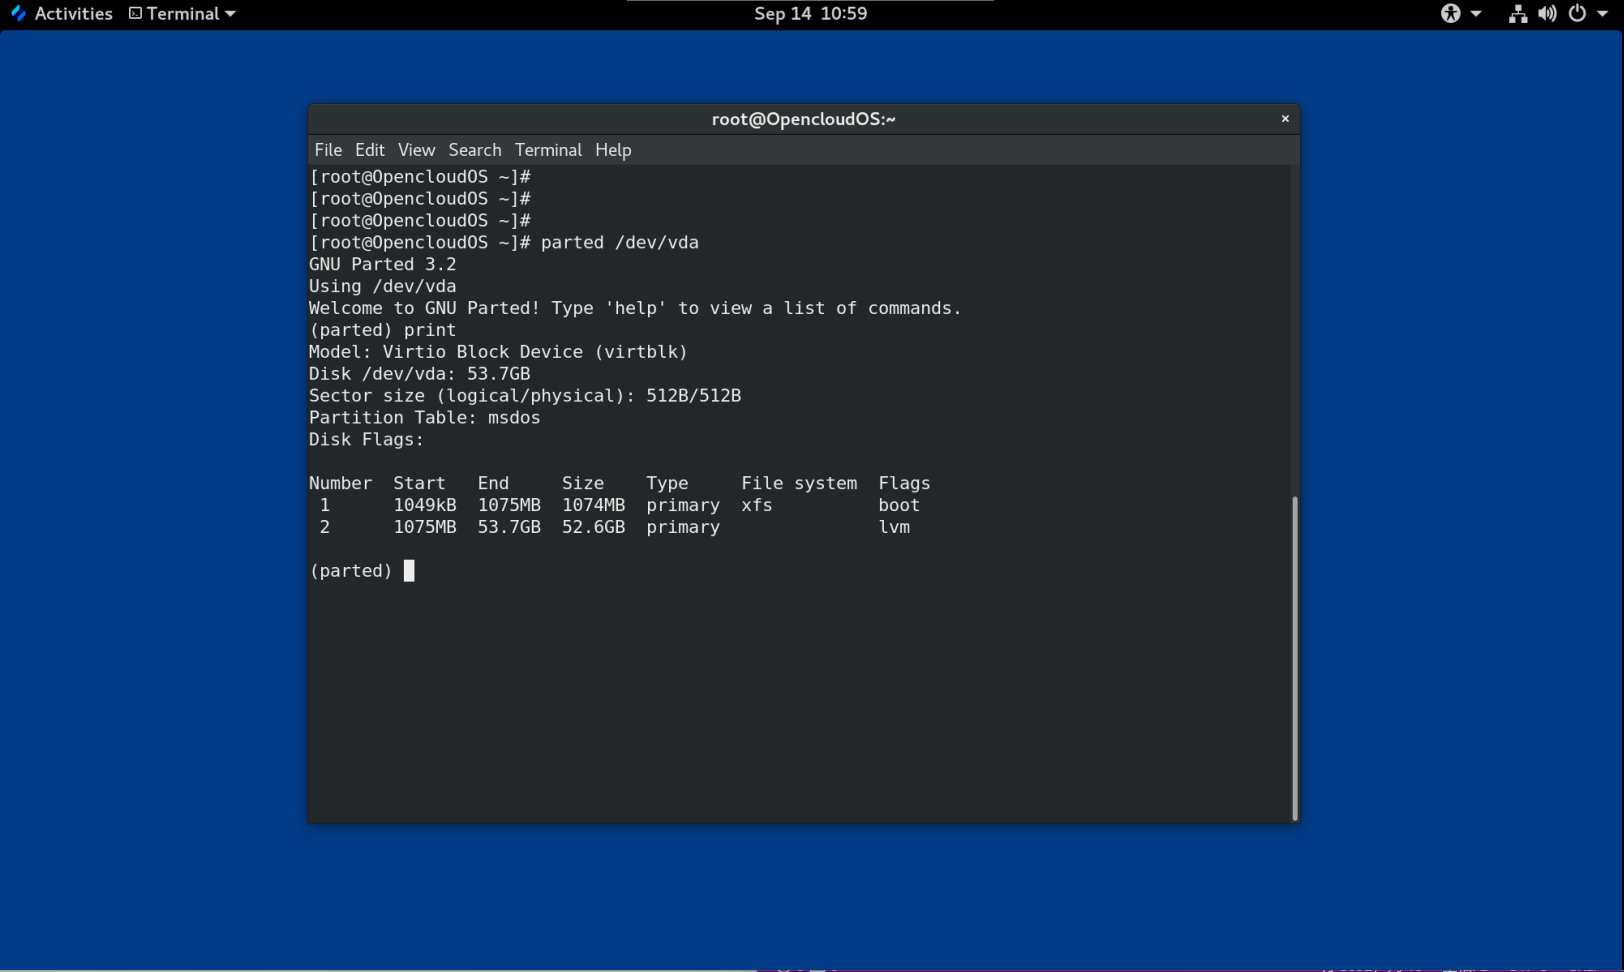 Activities Terminal Sep 14 10:59
root@OpencloudOS:~ ×
File Edit View Search Terminal Help
[root@OpencloudOS ~]#
[root@OpencloudOS ~]#
[root@OpencloudOS ~]#
[root@OpencloudOS ~]# parted /dev/vda
GNU Parted 3.2
Using /dev/vda
Welcome to GNU Parted! Type 'help' to view a list of commands.
(parted) print
Model: Virtio Block Device (virtblk)
Disk /dev/vda: 53.7GB
Sector size (logical/physical): 512B/512B
Partition Table: msdos
Disk Flags:
Number  Start   End     Size    Type     File system  Flags
 1      1049kB  1075MB  1074MB  primary  xfs          boot
 2      1075MB  53.7GB  52.6GB  primary               lvm
(parted)